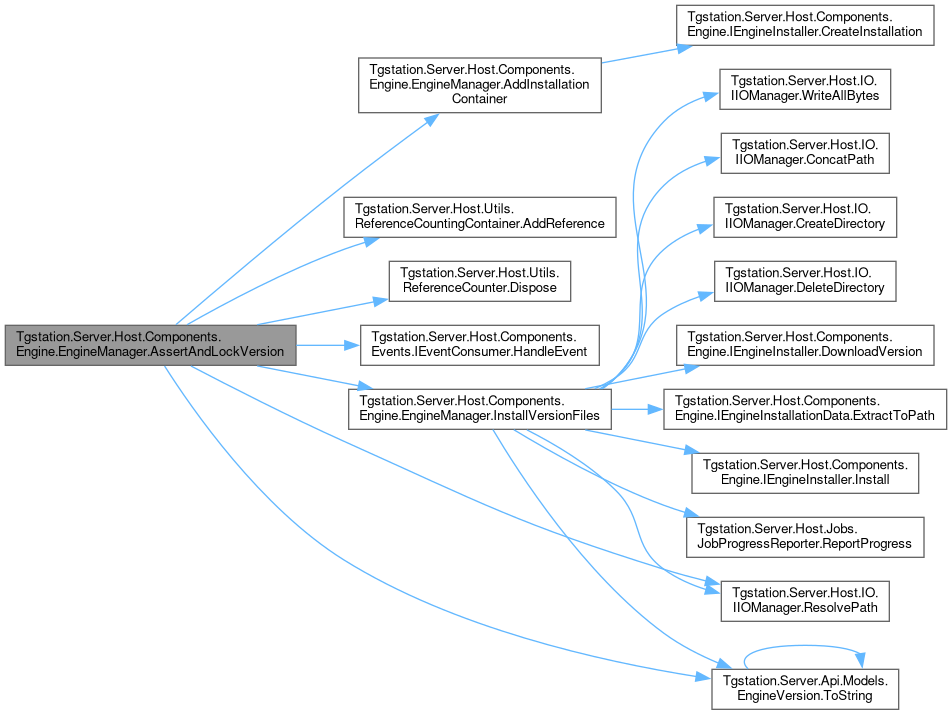 Tgstation.Server.Host.Components.
Engine.EngineManager.AssertAndLockVersion
Tgstation.Server.Host.Components.
Engine.EngineManager.AddInstallation
Container
Tgstation.Server.Host.Components.
Engine.IEngineInstaller.CreateInstallation
Tgstation.Server.Host.Utils.
ReferenceCountingContainer.AddReference
Tgstation.Server.Host.Utils.
ReferenceCounter.Dispose
Tgstation.Server.Host.Components.
Events.IEventConsumer.HandleEvent
Tgstation.Server.Host.Components.
Engine.EngineManager.InstallVersionFiles
Tgstation.Server.Host.IO.
IIOManager.WriteAllBytes
Tgstation.Server.Host.IO.
IIOManager.ConcatPath
Tgstation.Server.Host.IO.
IIOManager.CreateDirectory
Tgstation.Server.Host.IO.
IIOManager.DeleteDirectory
Tgstation.Server.Host.Components.
Engine.IEngineInstaller.DownloadVersion
Tgstation.Server.Host.Components.
Engine.IEngineInstallationData.ExtractToPath
Tgstation.Server.Host.Components.
Engine.IEngineInstaller.Install
Tgstation.Server.Host.Jobs.
JobProgressReporter.ReportProgress
Tgstation.Server.Host.IO.
IIOManager.ResolvePath
Tgstation.Server.Api.Models.
EngineVersion.ToString